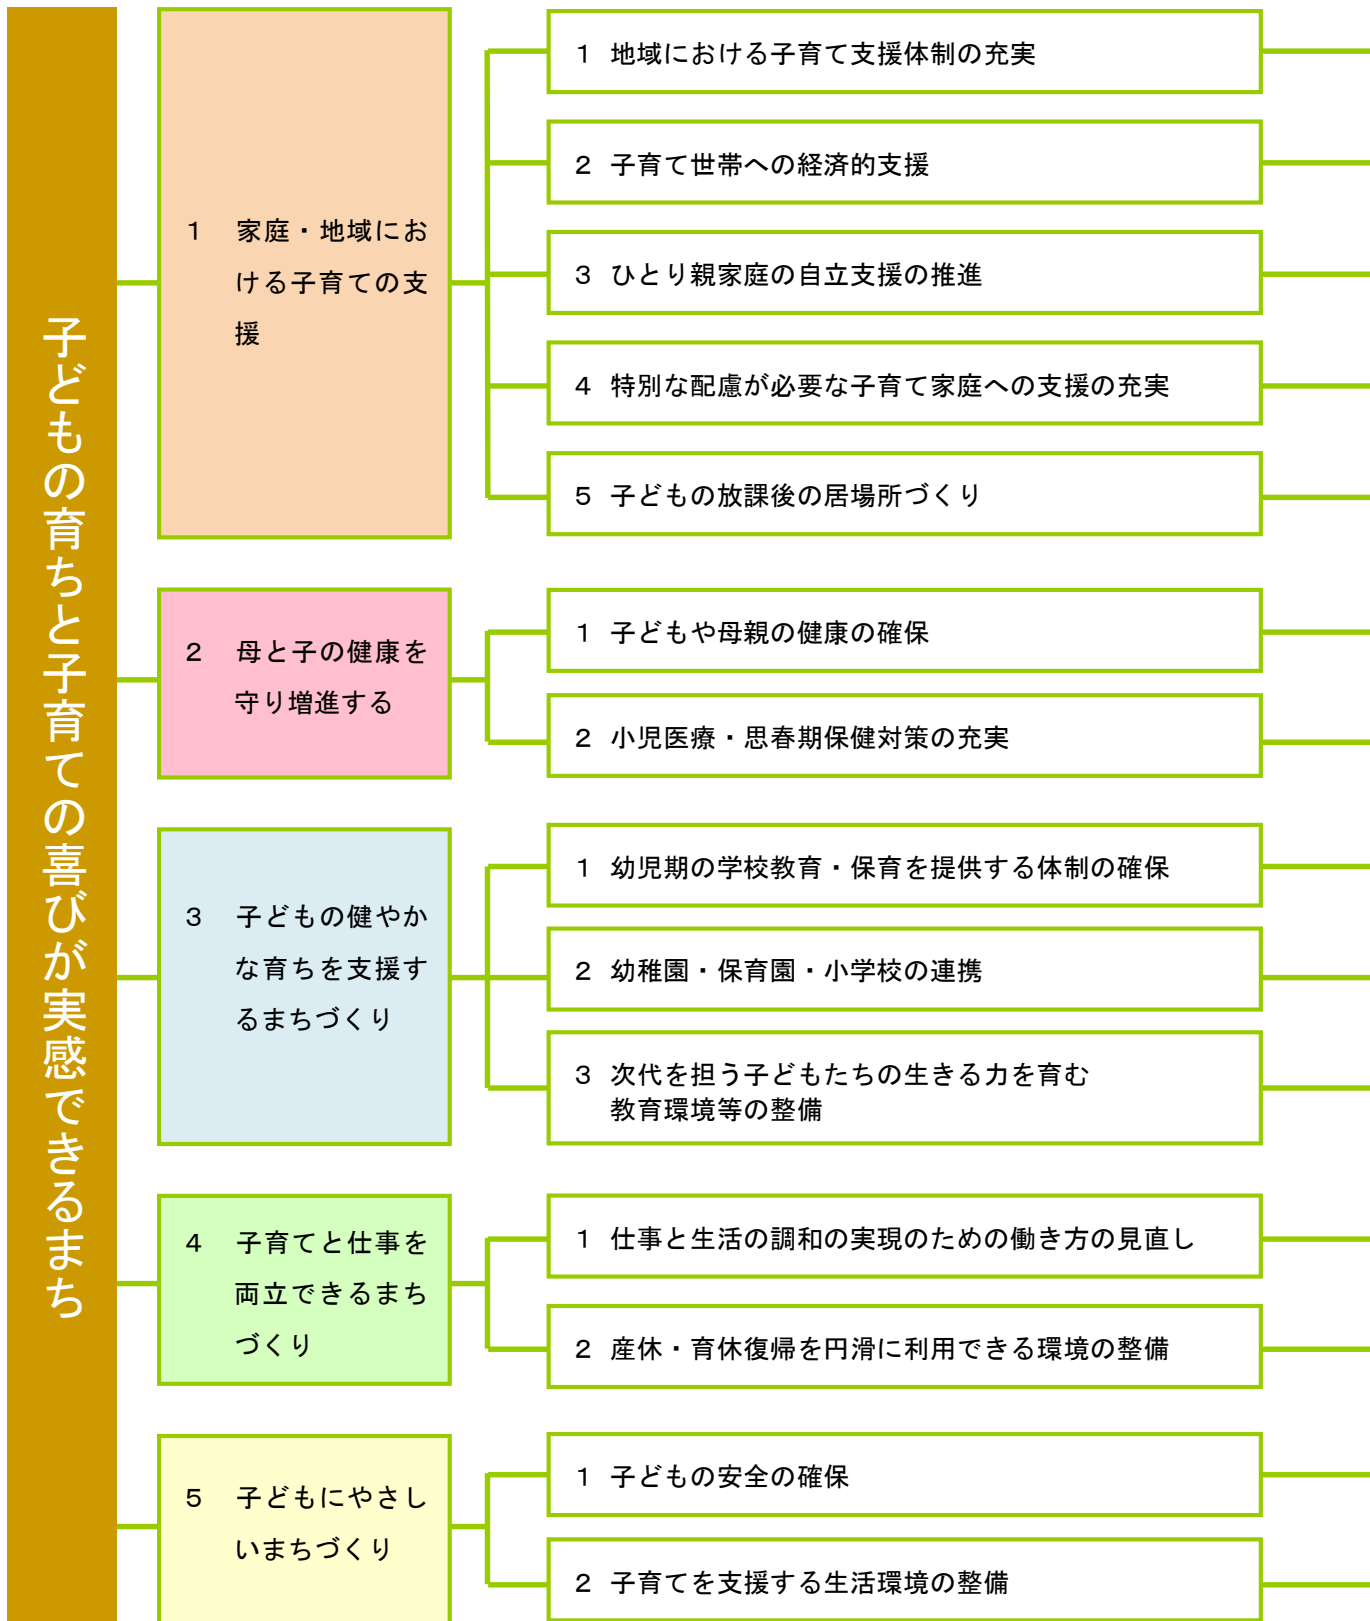 子どもの育ちと子育ての喜びが実感できるまち
1 家庭・地域にお
ける子育ての支
援
1 地域における子育て支援体制の充実
2 子育て世帯への経済的支援
3 ひとり親家庭の自立支援の推進
4 特別な配慮が必要な子育て家庭への支援の充実
5 子どもの放課後の居場所づくり
2 母と子の健康を
守り増進する
1 子どもや母親の健康の確保
2 小児医療・思春期保健対策の充実
3 子どもの健やか
な育ちを支援す
るまちづくり
1 幼児期の学校教育・保育を提供する体制の確保
2 幼稚園・保育園・小学校の連携
3 次代を担う子どもたちの生きる力を育む
教育環境等の整備
4 子育てと仕事を
両立できるまち
づくり
1 仕事と生活の調和の実現のための働き方の見直し
2 産休・育休復帰を円滑に利用できる環境の整備
5 子どもにやさし
いまちづくり
1 子どもの安全の確保
2 子育てを支援する生活環境の整備